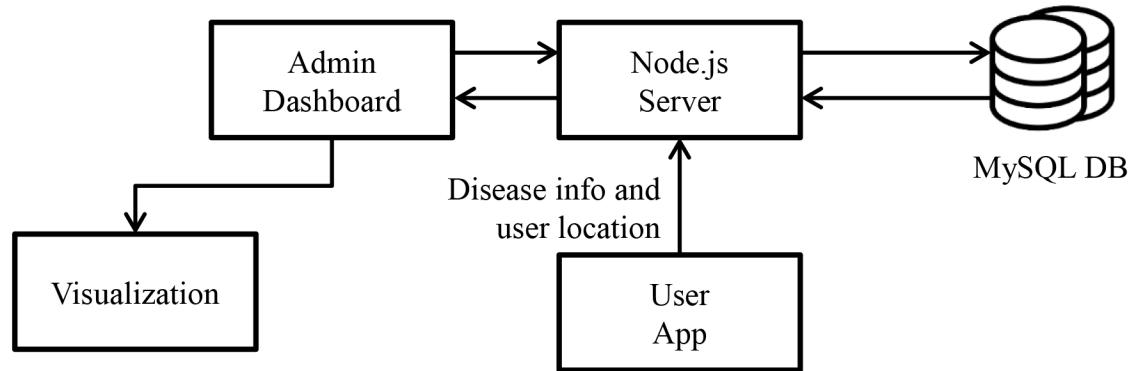 Admin
Dashboard
Node.js
Server
MySQL DB
Disease info and
user location
Visualization
User
App